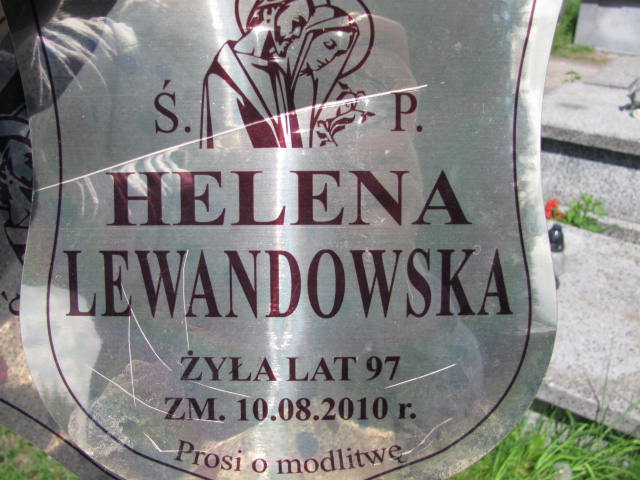 Ś. P.
HELENA
LEWANDOWSKA
ŻYŁA LAT 97
ZM. 10.08.2010 r.
Prosi o modlitwę